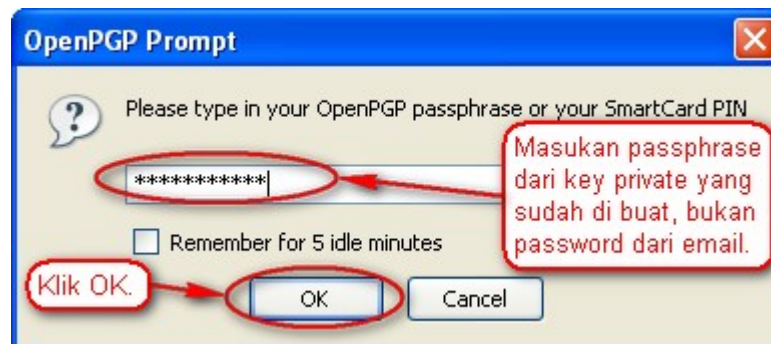 OpenPGP Prompt
Please type in your OpenPGP passphrase or your SmartCard PIN
***********
Masukan passphrase
dari key private yang
sudah di buat, bukan
password dari email.
Remember for 5 idle minutes
Klik OK.
OK
Cancel